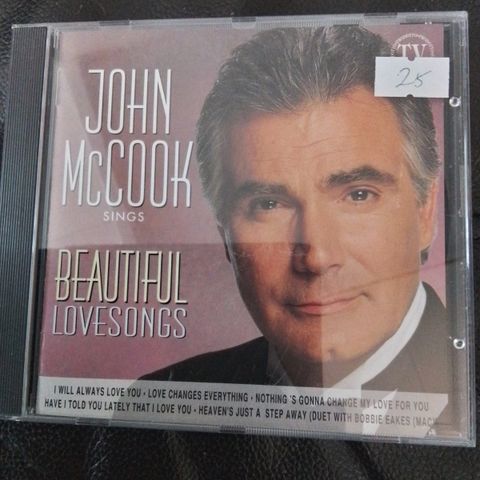 TV
25
JOHN
McCOOK
SINGS
BEAUTIFUL
LOVESONGS
I WILL ALWAYS LOVE YOU - LOVE CHANGES EVERYTHING - NOTHING 'S GONNA CHANGE MY LOVE FOR YOU
HAVE I TOLD YOU LATELY THAT I LOVE YOU - HEAVEN'S JUST A STEP AWAY (DUET WITH BOBBIE EAKES (MAC)